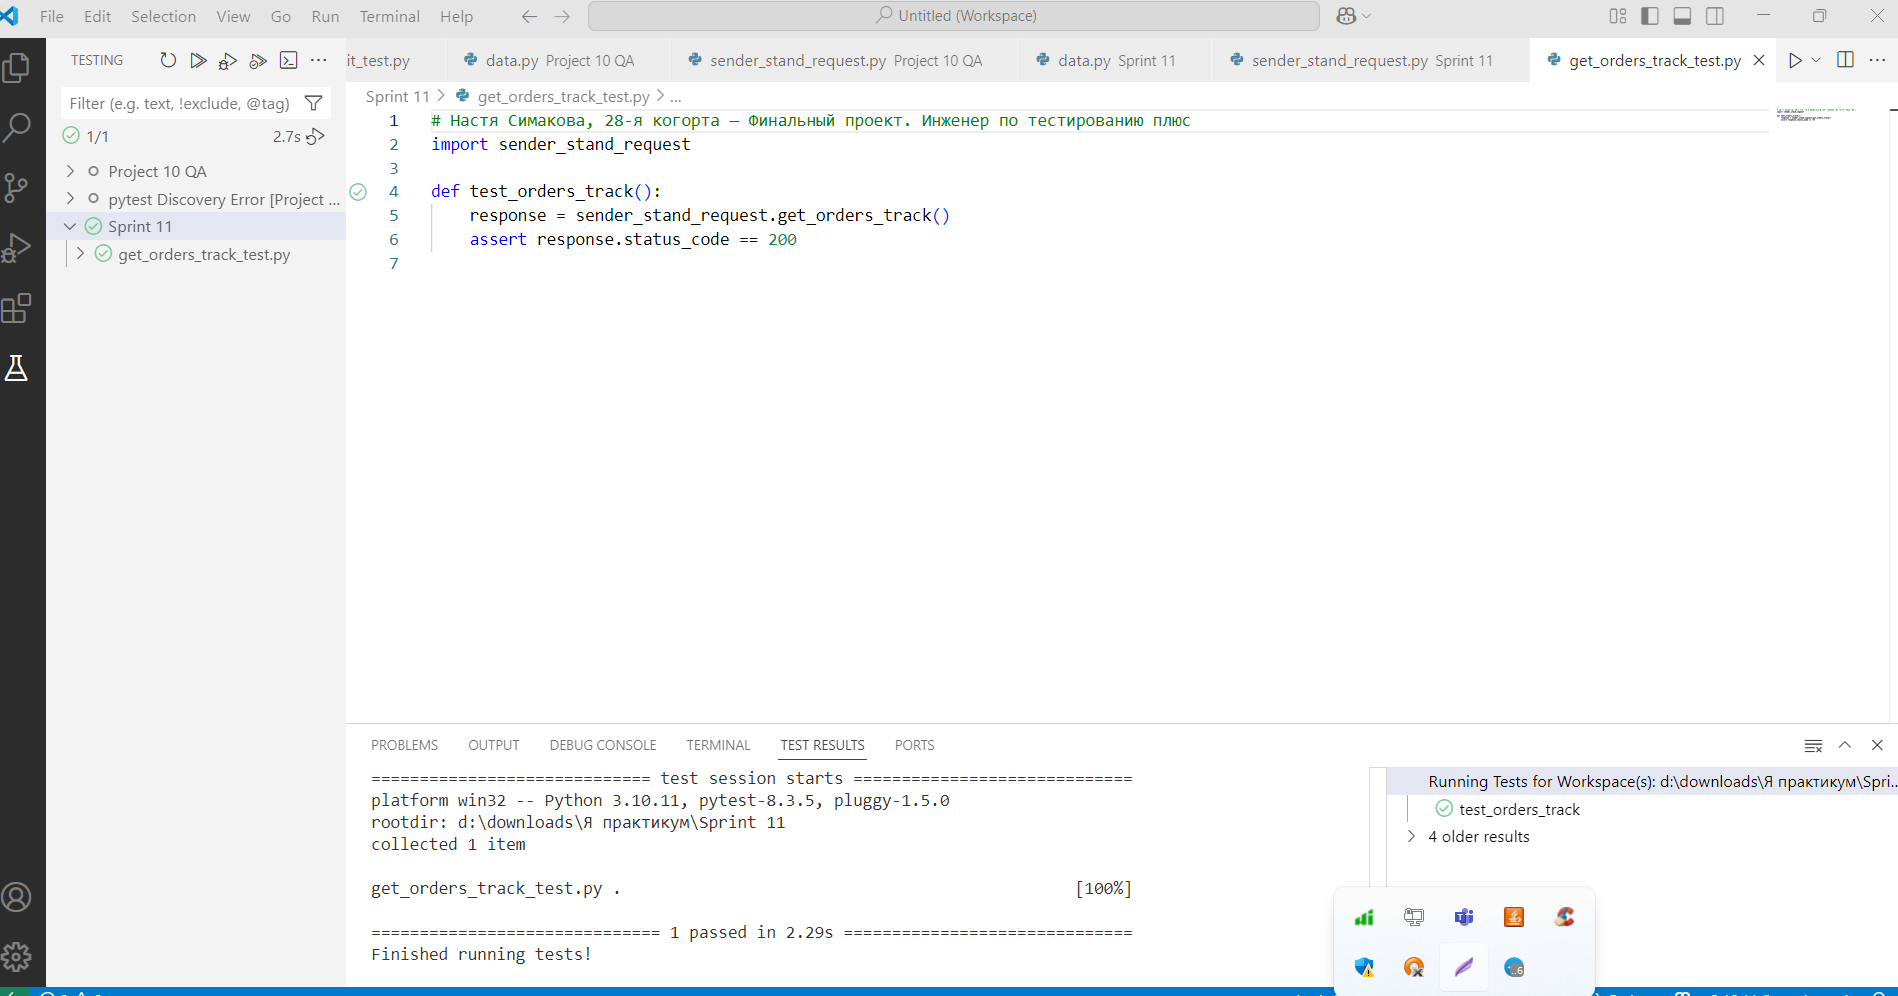 File Edit Selection View Go Run Terminal Help
Untitled (Workspace)
TESTING
it_test.py
data.py Project 10 QA
sender_stand_request.py Project 10 QA
data.py Sprint 11
sender_stand_request.py Sprint 11
get_orders_track_test.py
Filter (e.g. text, !exclude, @tag)
1/1
2.7s
Project 10 QA
pytest Discovery Error [Project ...
Sprint 11
get_orders_track_test.py
Sprint 11 > get_orders_track_test.py > ...
1 # Настя Симакова, 28-я когорта — Финальный проект. Инженер по тестированию плюс
2 import sender_stand_request
3
4 def test_orders_track():
5 response = sender_stand_request.get_orders_track()
6 assert response.status_code == 200
7
PROBLEMS OUTPUT DEBUG CONSOLE TERMINAL TEST RESULTS PORTS
============================= test session starts =============================
platform win32 -- Python 3.10.11, pytest-8.3.5, pluggy-1.5.0
rootdir: d:\downloads\Я практикум\Sprint 11
collected 1 item
get_orders_track_test.py . [100%]
============================== 1 passed in 2.29s ==============================
Finished running tests!
Running Tests for Workspace(s): d:\downloads\Я практикум\Spri...
test_orders_track
4 older results